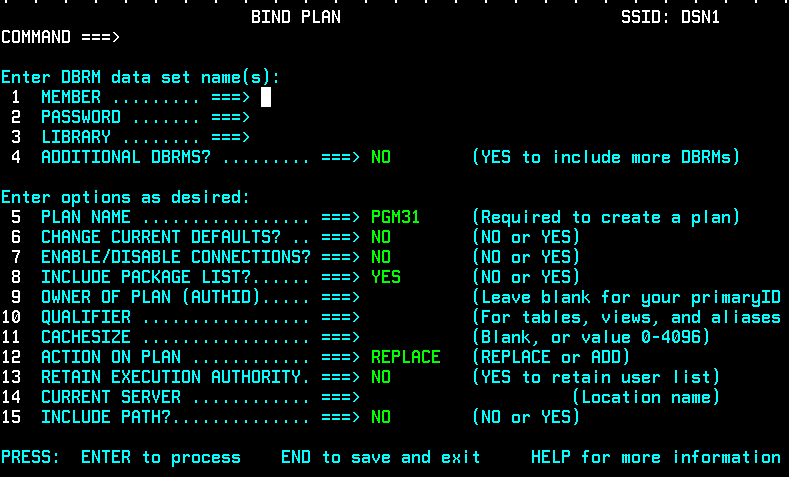 BIND PLAN SSID: DSN1
COMMAND ===>
Enter DBRM data set name(s):
1 MEMBER ......... ===>
2 PASSWORD ....... ===>
3 LIBRARY ........ ===>
4 ADDITIONAL DBRMS? ......... ===> NO (YES to include more DBRMs)
Enter options as desired:
5 PLAN NAME ................. ===> PGM31 (Required to create a plan)
6 CHANGE CURRENT DEFAULTS? .. ===> NO (NO or YES)
7 ENABLE/DISABLE CONNECTIONS? ===> NO (NO or YES)
8 INCLUDE PACKAGE LIST?...... ===> YES (NO or YES)
9 OWNER OF PLAN (AUTHID)..... ===> (Leave blank for your primaryID
10 QUALIFIER ................. ===> (For tables, views, and aliases
11 CACHESIZE ................. ===> (Blank, or value 0-4096)
12 ACTION ON PLAN ............ ===> REPLACE (REPLACE or ADD)
13 RETAIN EXECUTION AUTHORITY. ===> NO (YES to retain user list)
14 CURRENT SERVER ............ ===> (Location name)
15 INCLUDE PATH?.............. ===> NO (NO or YES)
PRESS: ENTER to process END to save and exit HELP for more information